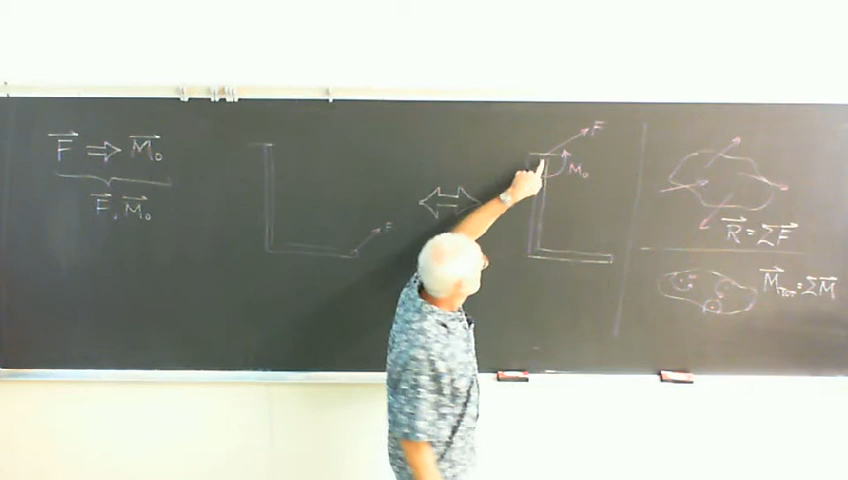 F ⇒ M₀
F, M₀
F
⇔
F
M₀
R = ΣF
M_TOT = ΣM